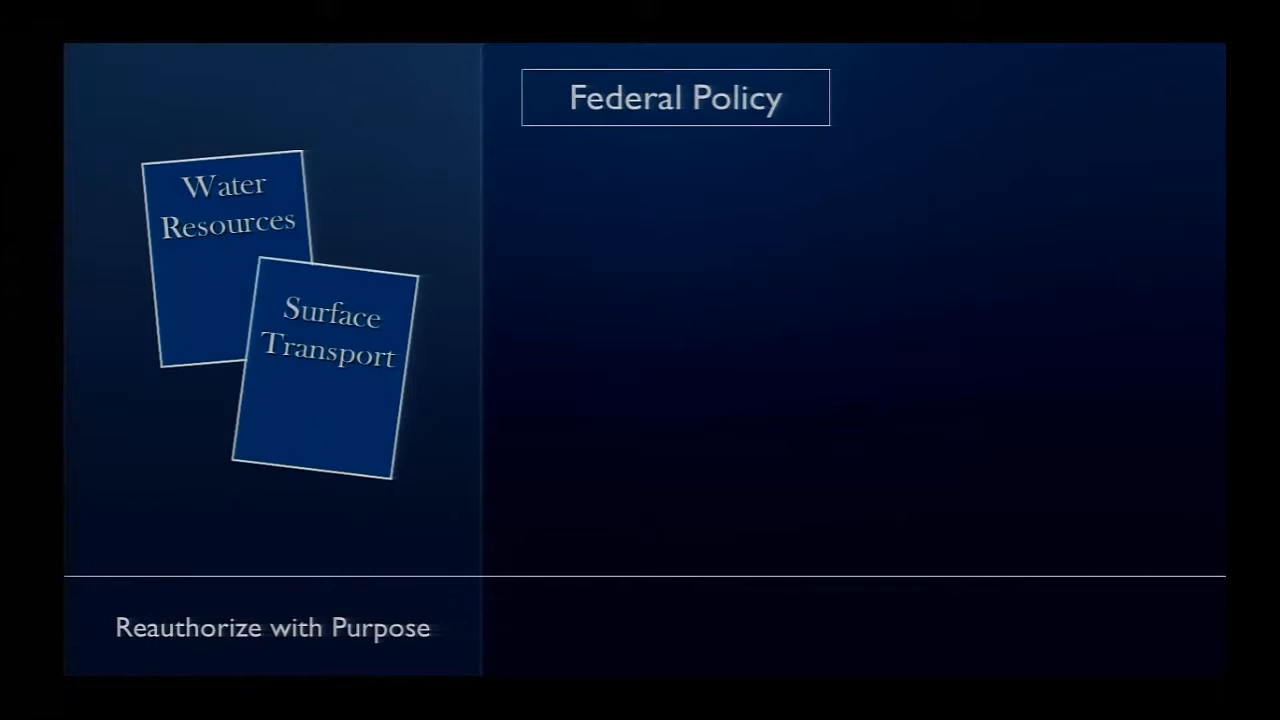 Federal Policy
Water
Resources
Surface
Transport
Reauthorize with Purpose